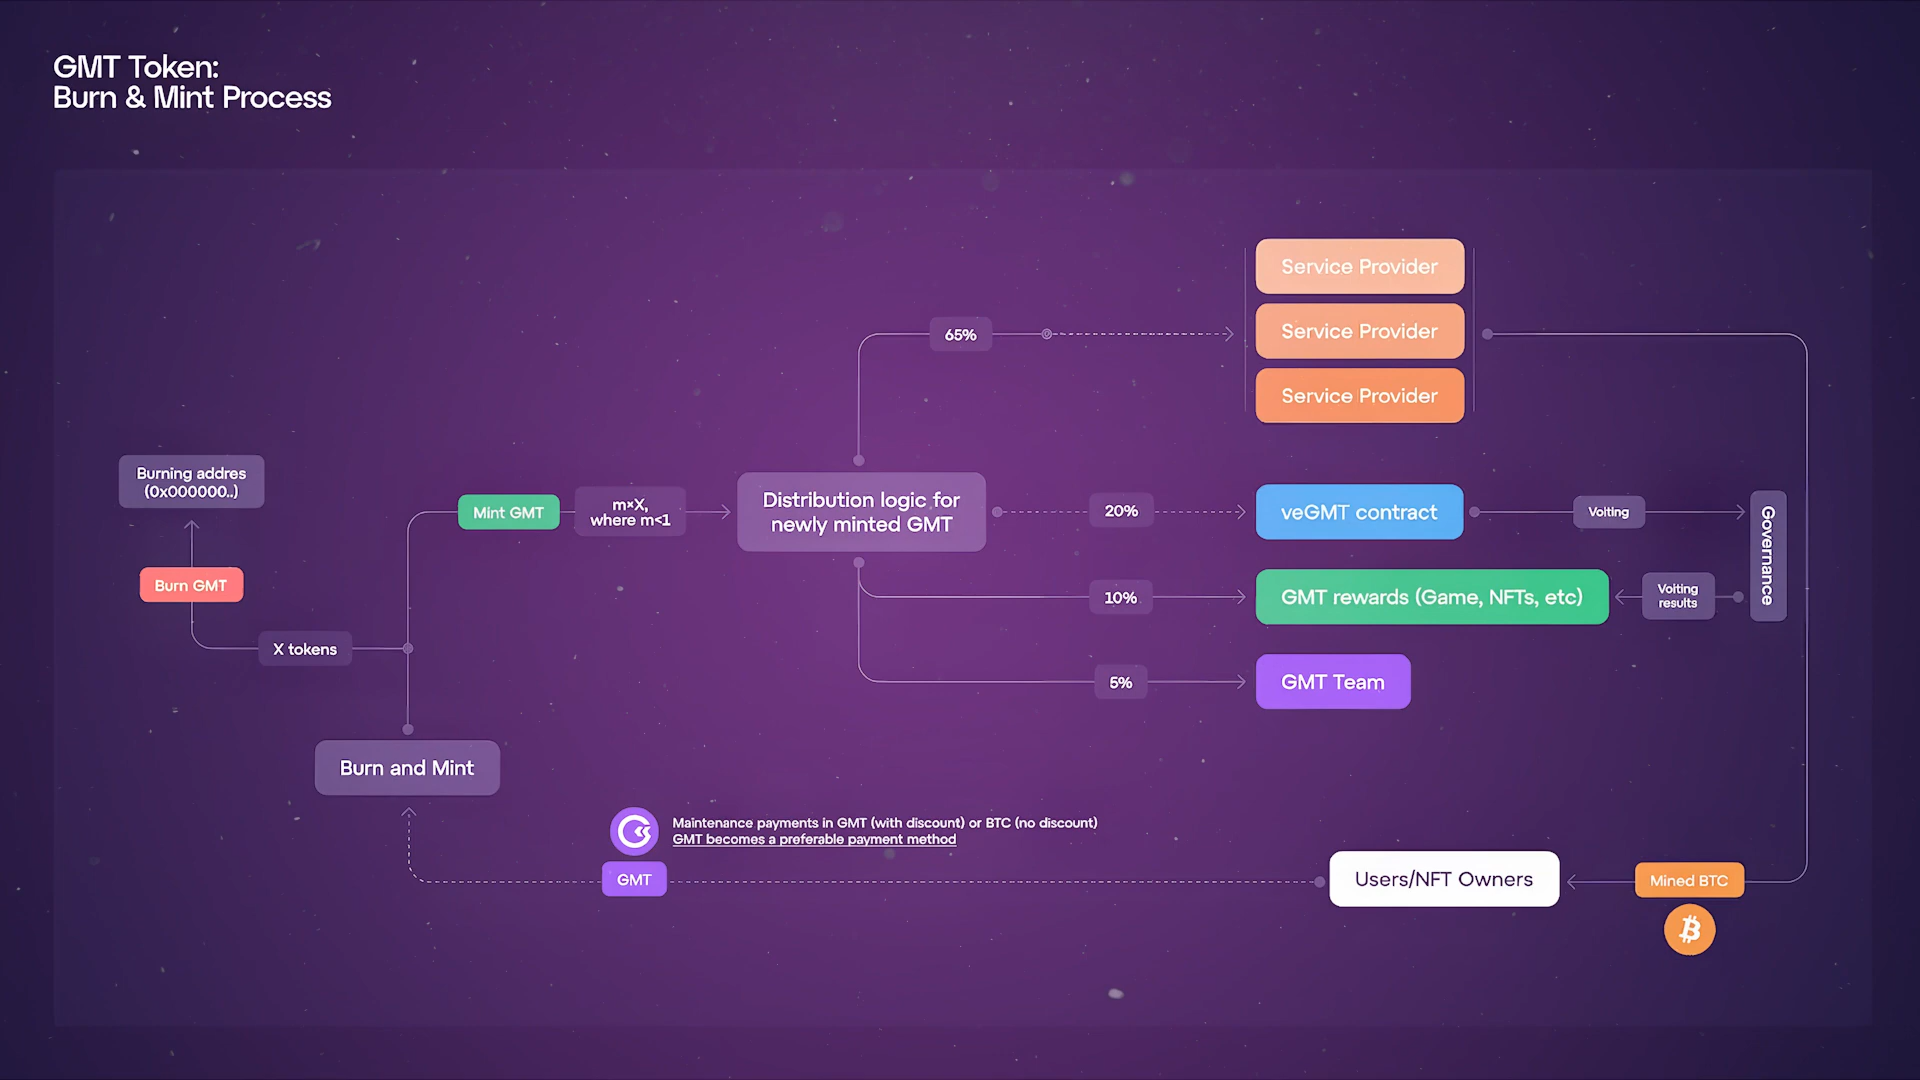 GMT Token:
Burn & Mint Process
Service Provider
65%
Service Provider
Service Provider
Burning addres
(0x000000..)
Mint GMT
m×X,
where m<1
Distribution logic for
newly minted GMT
20%
veGMT contract
Volting
Governance
Burn GMT
10%
GMT rewards (Game, NFTs, etc)
Volting
results
X tokens
5%
GMT Team
Burn and Mint
Maintenance payments in GMT (with discount) or BTC (no discount)
GMT becomes a preferable payment method
GMT
Users/NFT Owners
Mined BTC